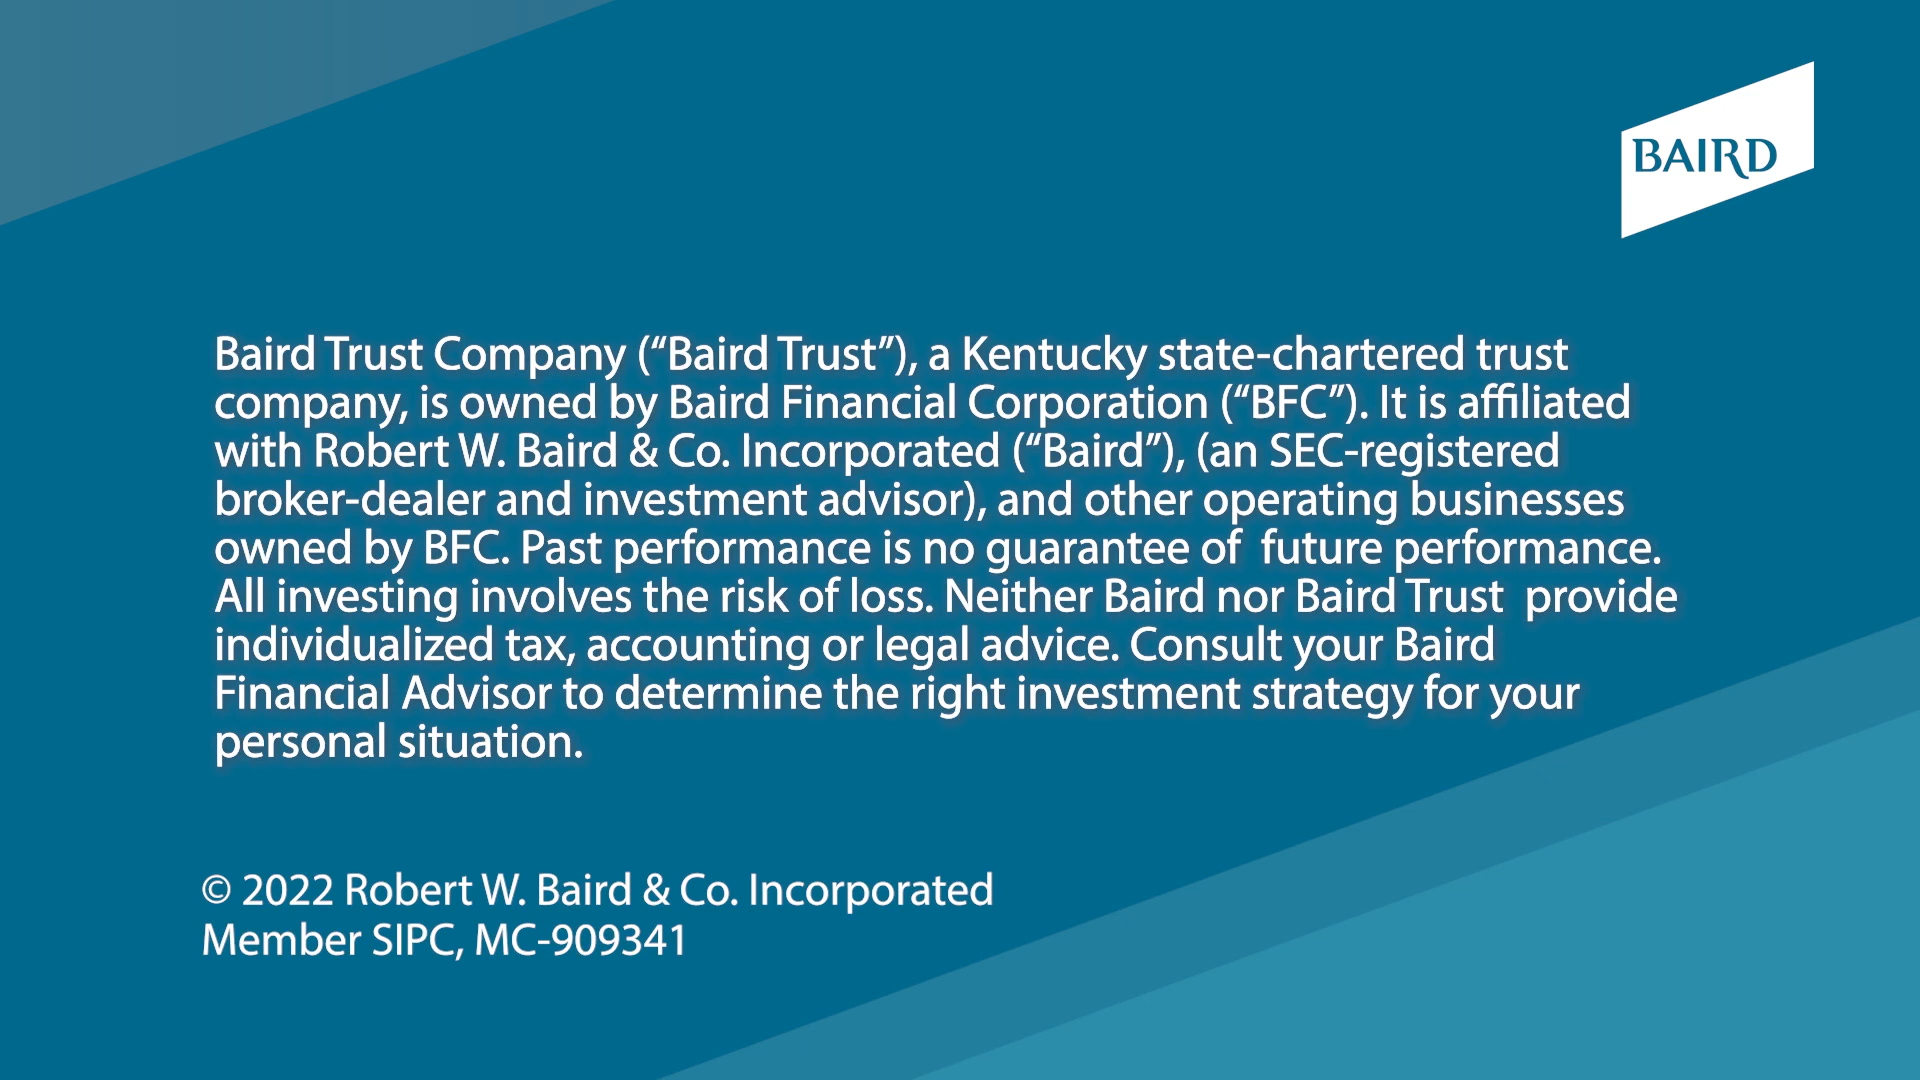 BAIRD
Baird Trust Company (“Baird Trust”), a Kentucky state-chartered trust
company, is owned by Baird Financial Corporation (“BFC”). It is affiliated
with Robert W. Baird & Co. Incorporated (“Baird”), (an SEC-registered
broker-dealer and investment advisor), and other operating businesses
owned by BFC. Past performance is no guarantee of  future performance.
All investing involves the risk of loss. Neither Baird nor Baird Trust  provide
individualized tax, accounting or legal advice. Consult your Baird
Financial Advisor to determine the right investment strategy for your
personal situation.
© 2022 Robert W. Baird & Co. Incorporated
Member SIPC, MC-909341